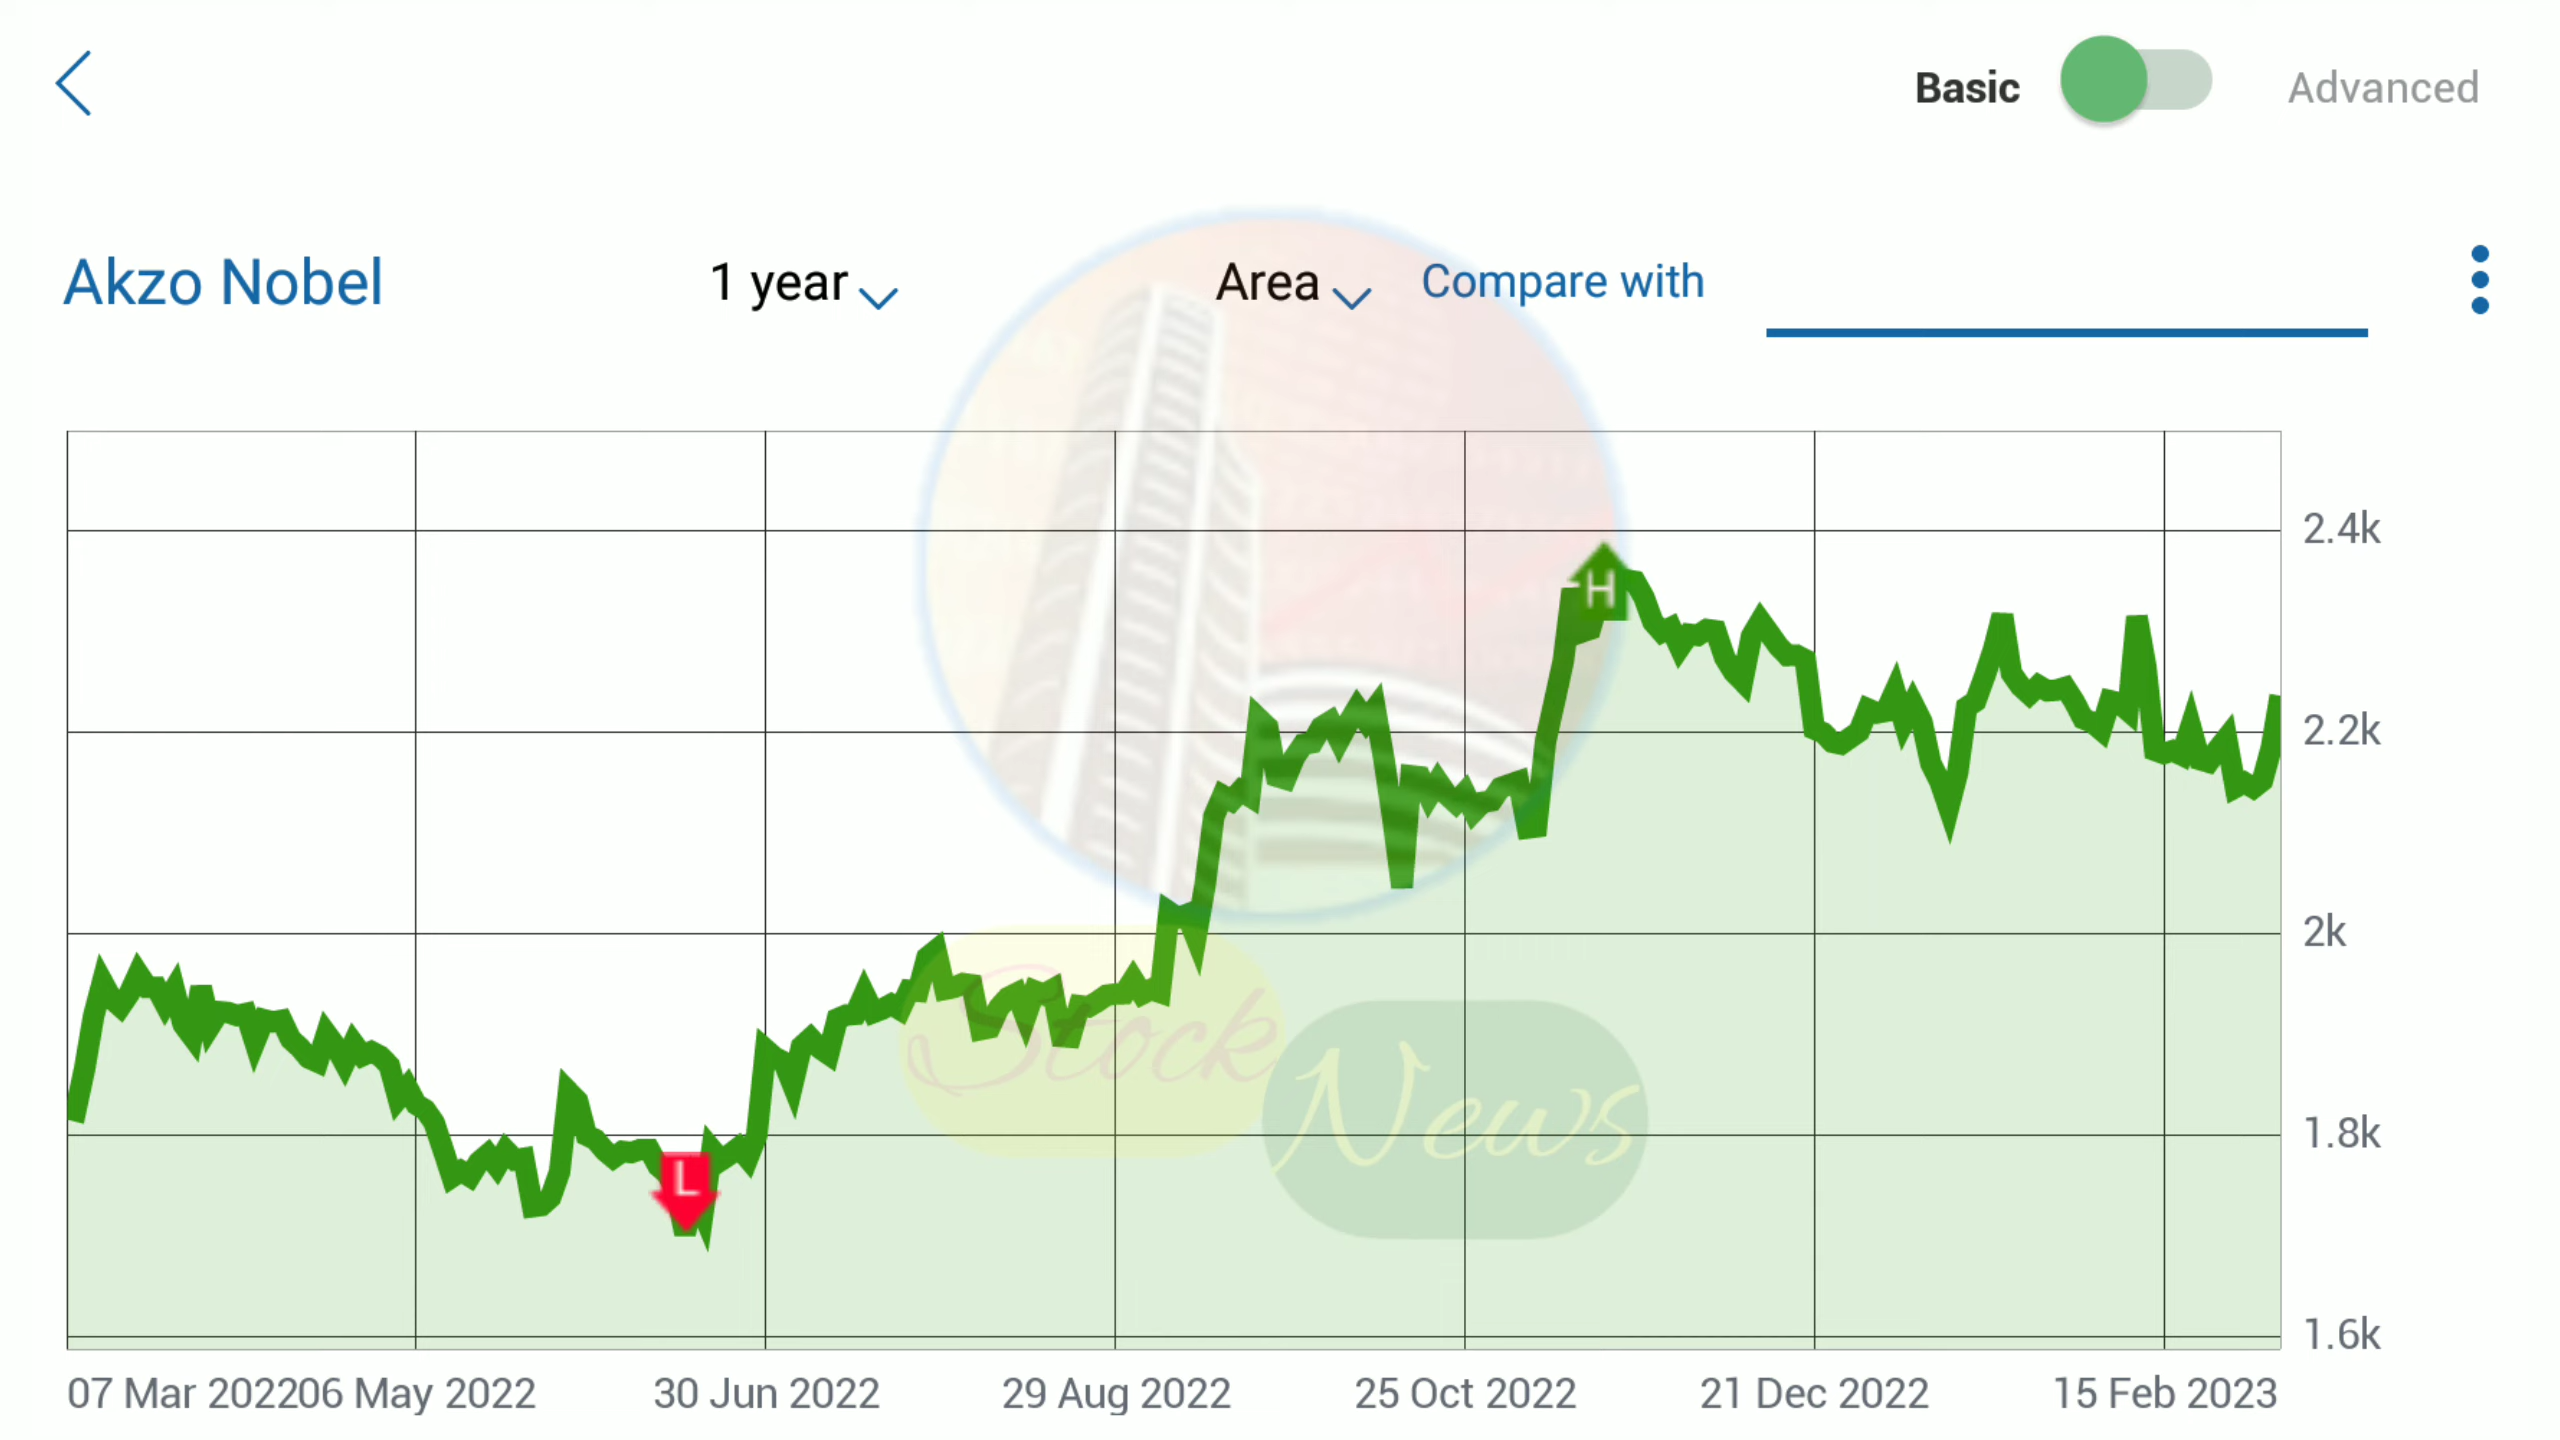 Basic Advanced
Akzo Nobel 1 year Area Compare with
H
2.4k
2.2k
2k
L
1.8k
1.6k
Stock
News
07 Mar 2022 06 May 2022 30 Jun 2022 29 Aug 2022 25 Oct 2022 21 Dec 2022 15 Feb 2023